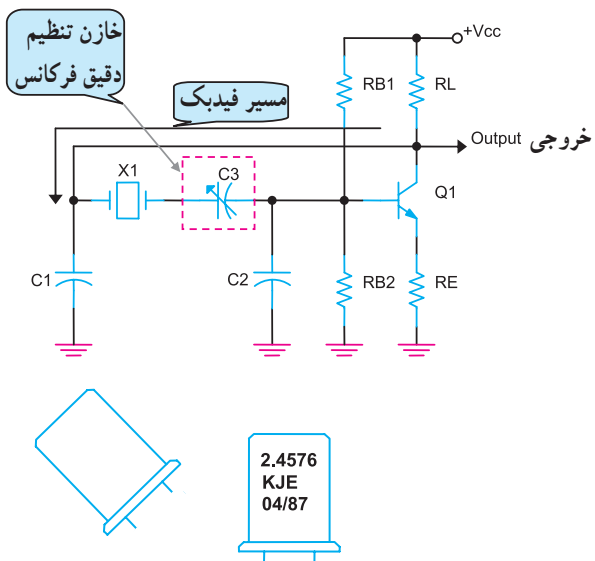 خازن تنظیم
دقیق فرکانس
مسیر فیدبک
+Vcc
RB1
RL
Output خروجی
X1
C3
Q1
C1
C2
RB2
RE
2.4576
KJE
04/87